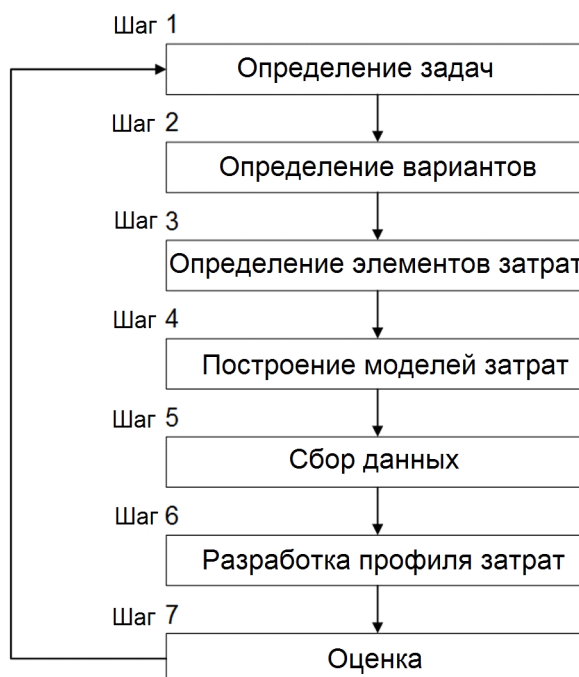 Шаг 1
Определение задач
Шаг 2
Определение вариантов
Шаг 3
Определение элементов затрат
Шаг 4
Построение моделей затрат
Шаг 5
Сбор данных
Шаг 6
Разработка профиля затрат
Шаг 7
Оценка